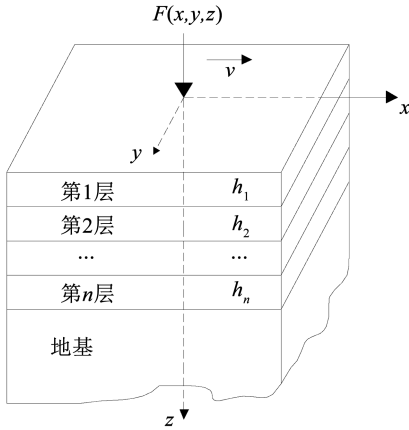 F(x,y,z)
v
x
y
第1层 h₁
第2层 h₂
... ...
第n层 hₙ
地基
z